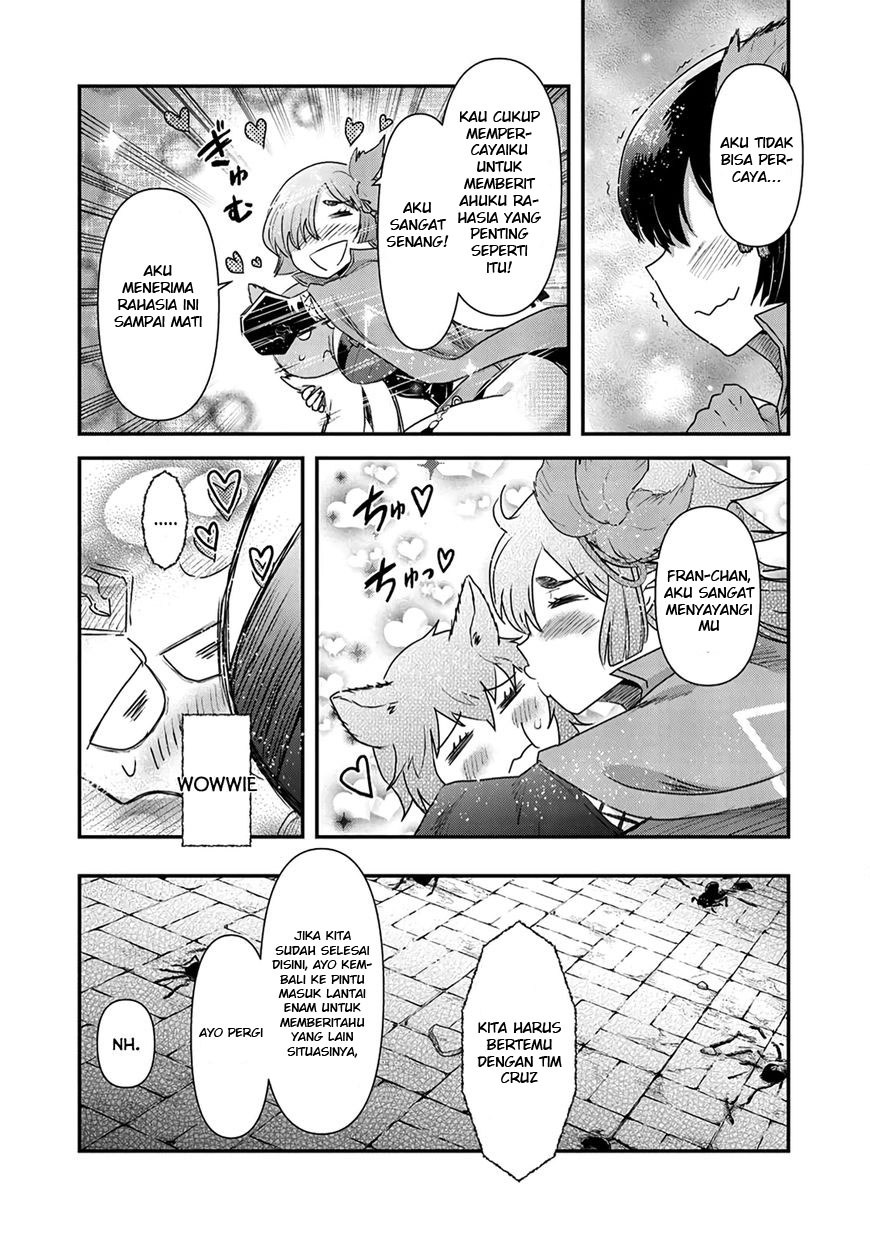 AKU TIDAK
BISA PER-
CAYA...
KAU CUKUP
MEMPER-
CAYAIKU
UNTUK
MEMBERIT
AHUKU RA-
HASIA YANG
PENTING
SEPERTI
ITU!
AKU
SANGAT
SENANG!
ぎゅむ
AKU
MENERIMA
RAHASIA INI
SAMPAI MATI
FRAN-CHAN,
AKU SANGAT
MENYAYANGI
MU
ちゅ♡
ちゅっ♡
.....
WOWWIE
KITA HARUS
BERTEMU
DENGAN TIM
CRUZ
JIKA KITA
SUDAH SELESAI
DISINI, AYO KEM-
BALI KE PINTU
MASUK LANTAI
ENAM UNTUK
MEMBERITAHU
YANG LAIN
SITUASINYA,
AYO PERGI
NH.